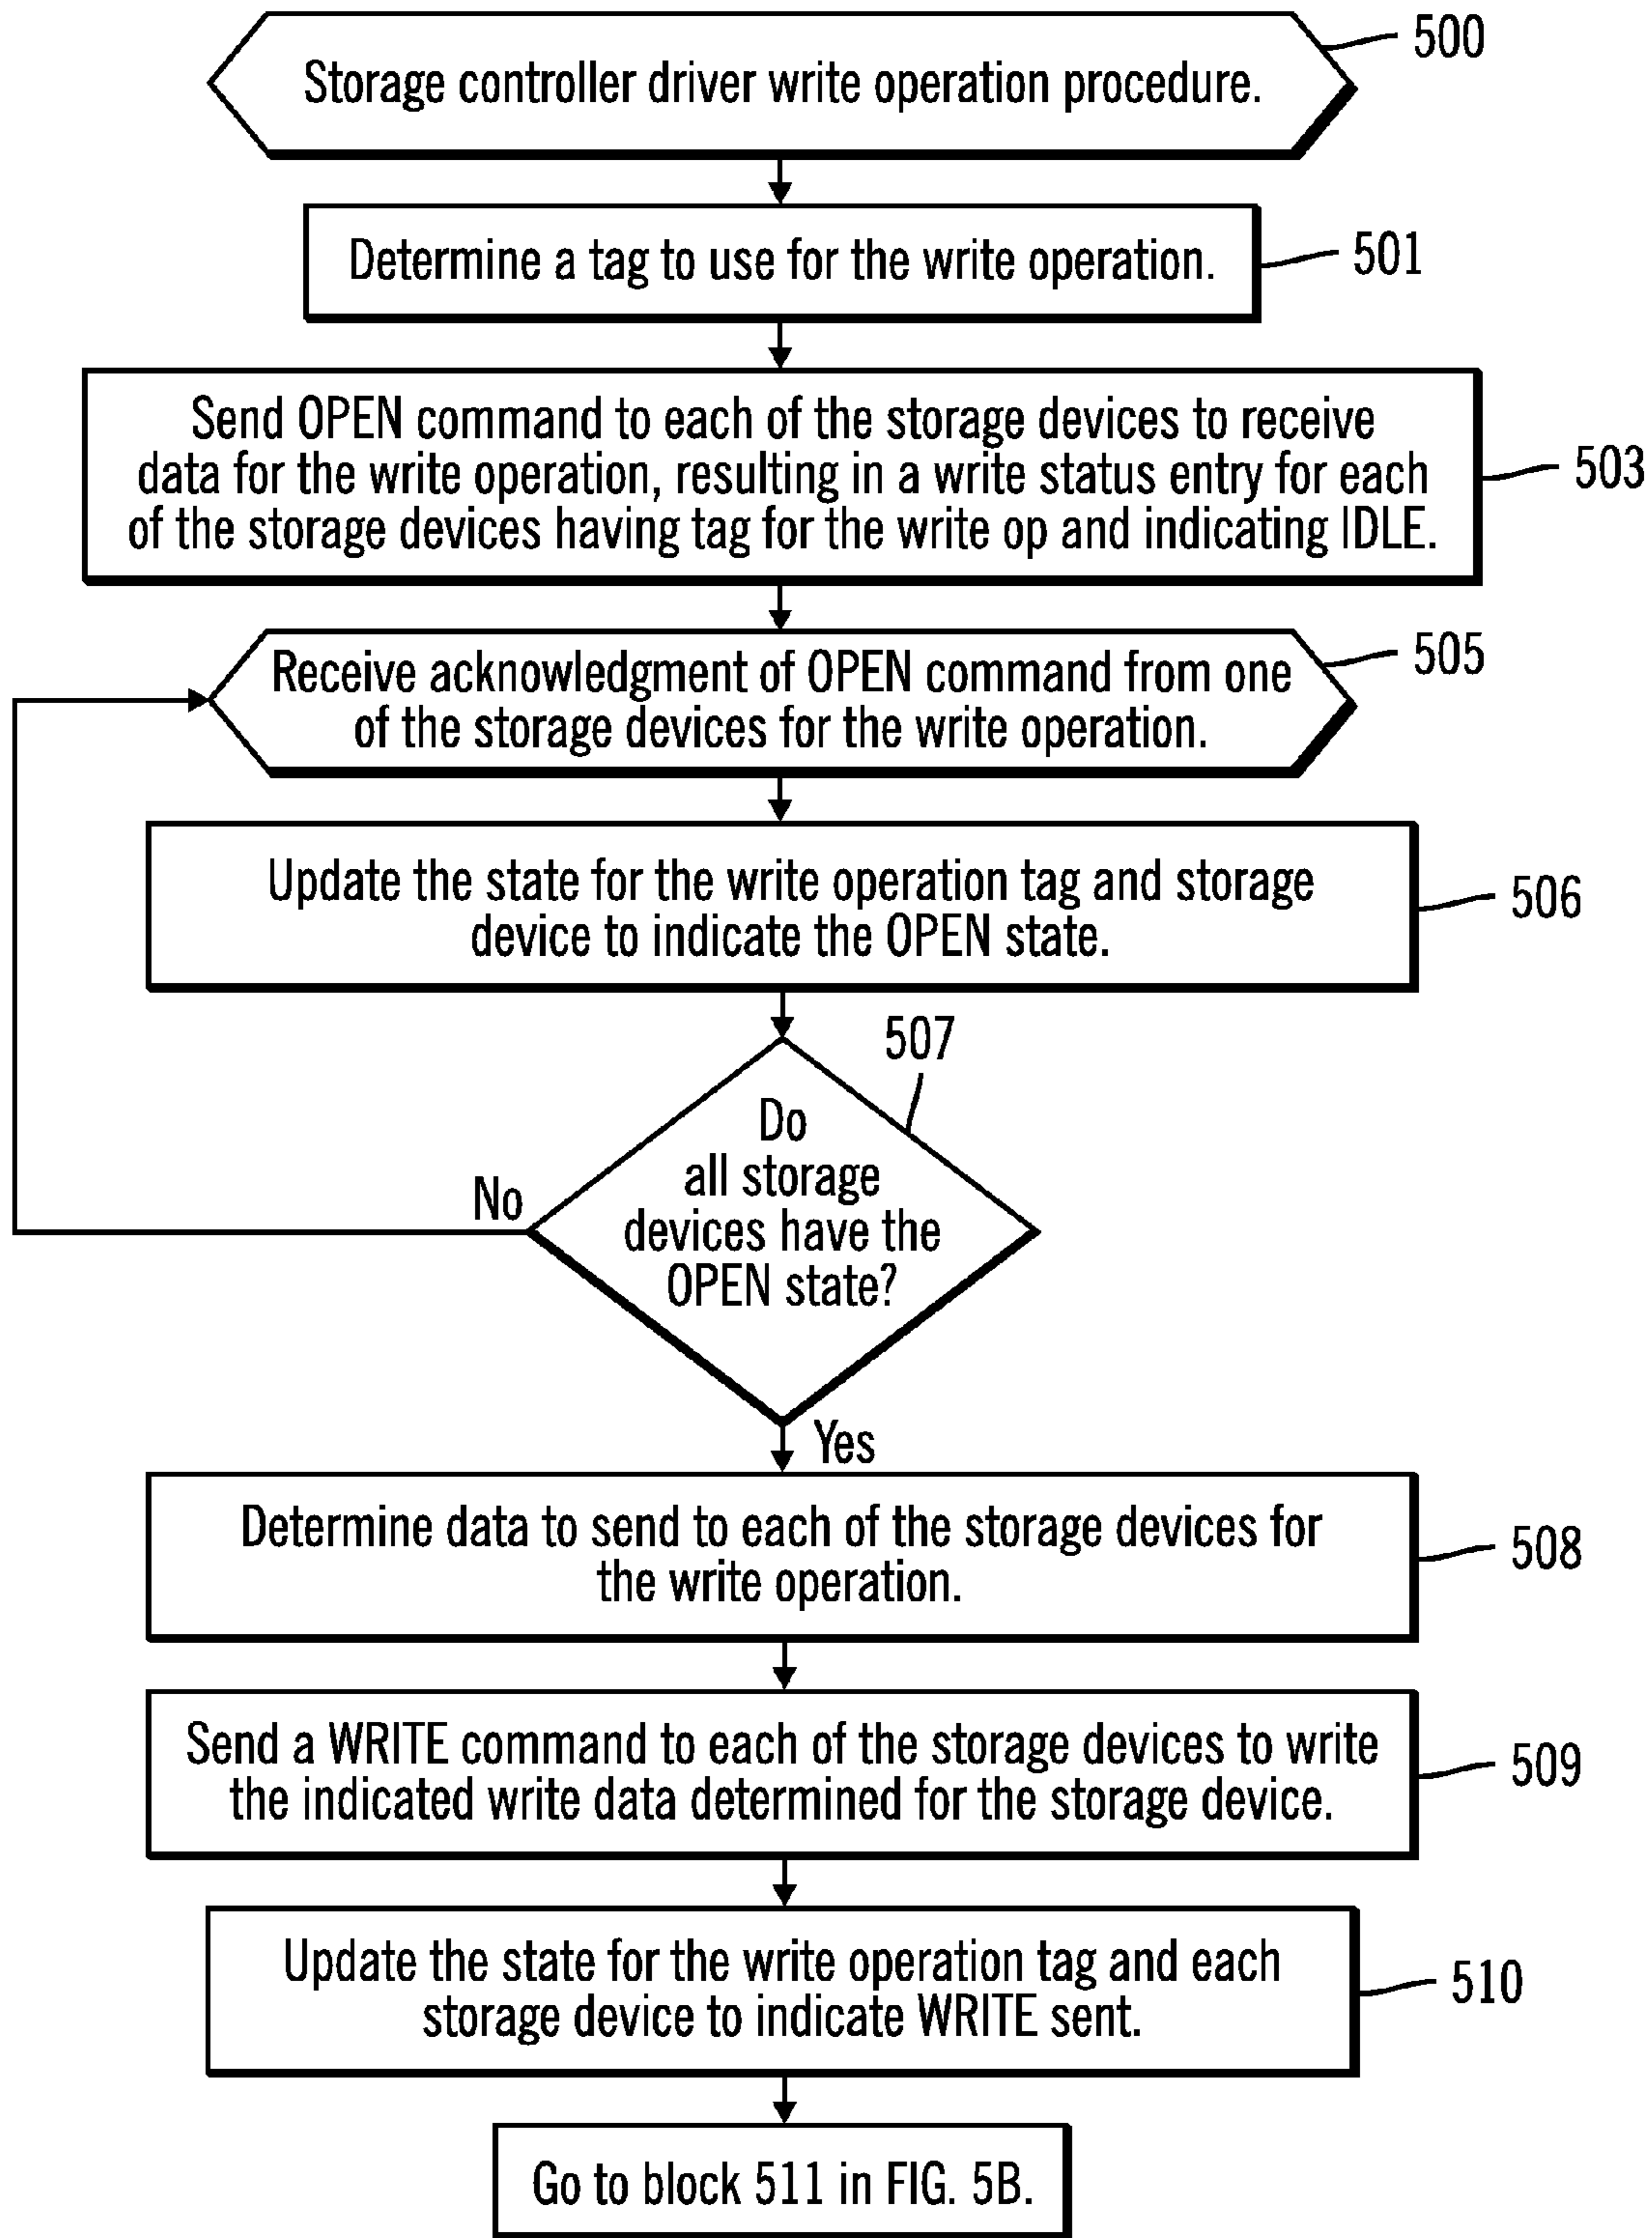 500
Storage controller driver write operation procedure.
Determine a tag to use for the write operation.
501
Send OPEN command to each of the storage devices to receive
data for the write operation, resulting in a write status entry for each
of the storage devices having tag for the write op and indicating IDLE.
503
Receive acknowledgment of OPEN command from one
of the storage devices for the write operation.
505
Update the state for the write operation tag and storage
device to indicate the OPEN state.
506
507
Do
all storage
devices have the
OPEN state?
No
Yes
Determine data to send to each of the storage devices for
the write operation.
508
Send a WRITE command to each of the storage devices to write
the indicated write data determined for the storage device.
509
Update the state for the write operation tag and each
storage device to indicate WRITE sent.
510
Go to block 511 in FIG. 5B.